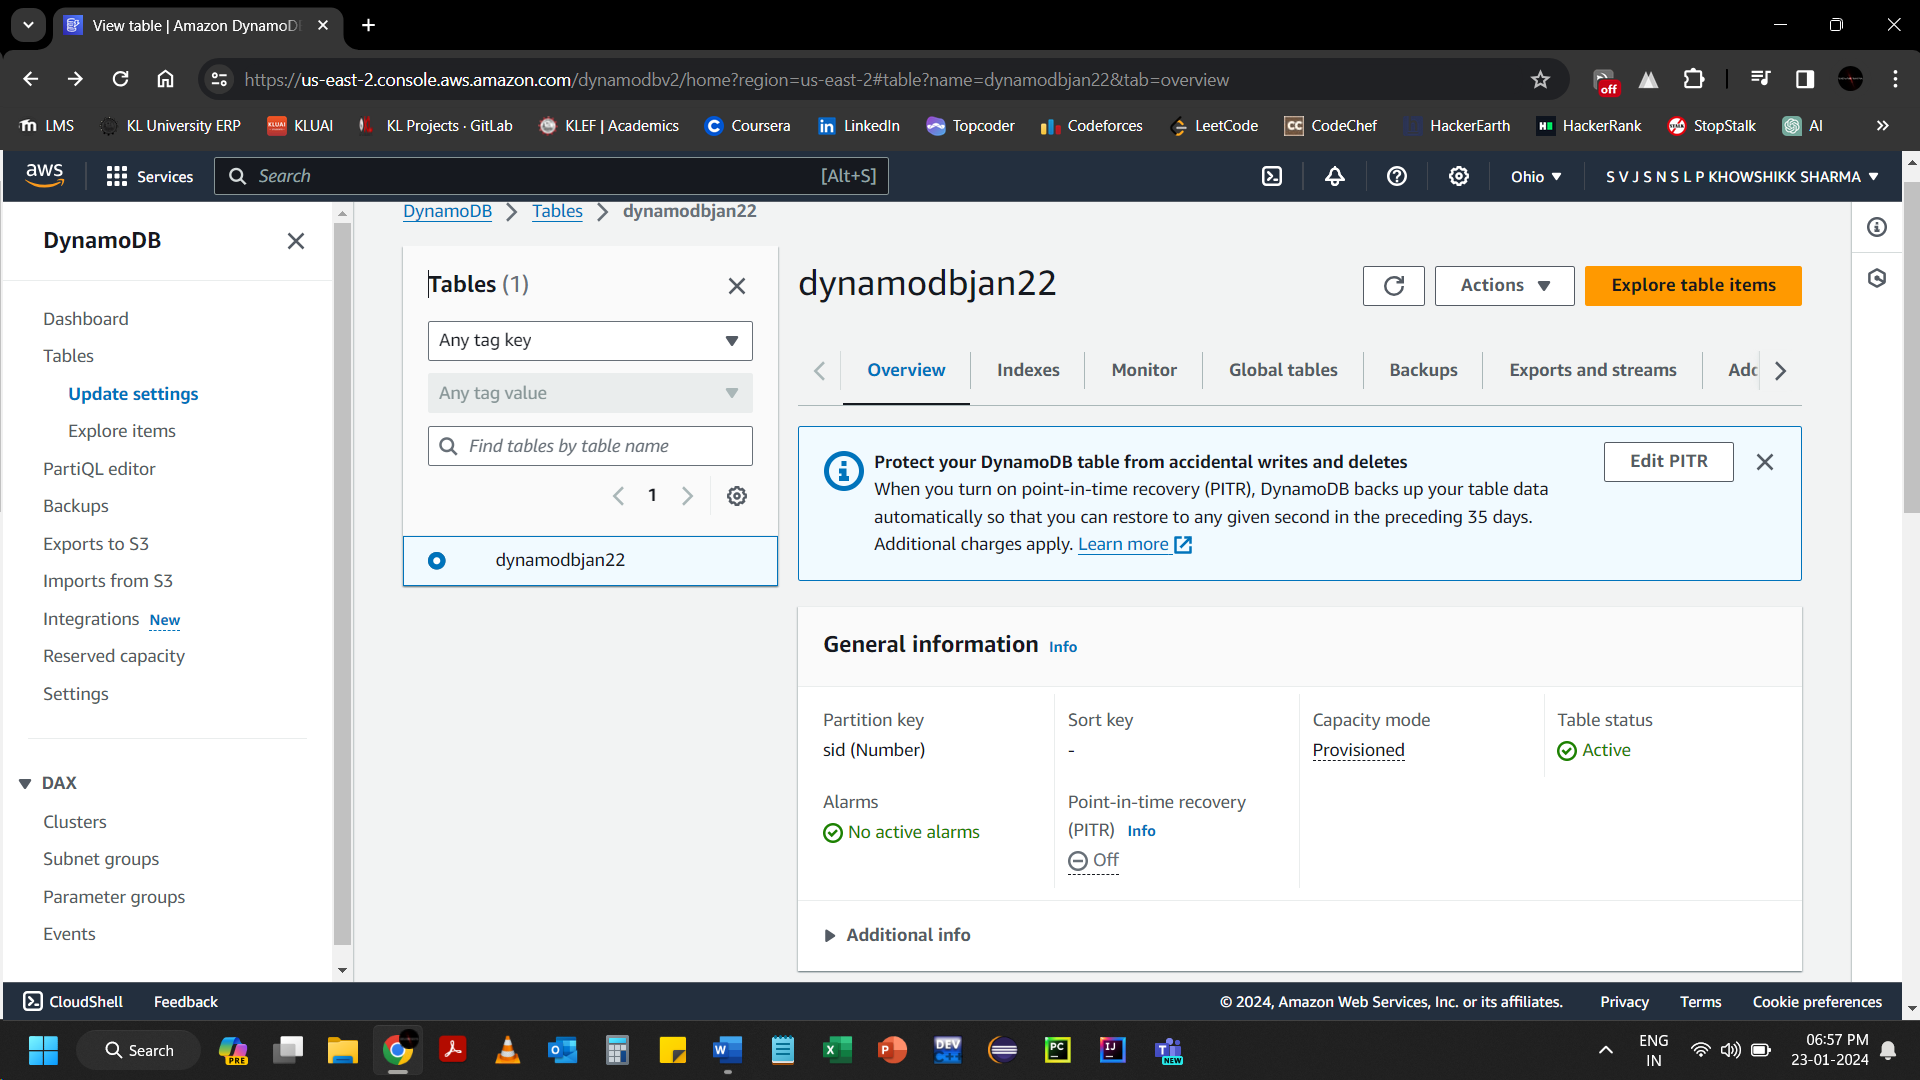 View table | Amazon DynamoD
https://us-east-2.console.aws.amazon.com/dynamodbv2/home?region=us-east-2#table?name=dynamodbjan22&tab=overview
off
LMS
KL University ERP
KLUAI
KL Projects · GitLab
KLEF | Academics
Coursera
LinkedIn
Topcoder
Codeforces
LeetCode
CodeChef
HackerEarth
HackerRank
StopStalk
AI
aws
Services
Search
[Alt+S]
Ohio
S V J S N S L P KHOWSHIKK SHARMA
DynamoDB
Dashboard
Tables
Update settings
Explore items
PartiQL editor
Backups
Exports to S3
Imports from S3
Integrations New
Reserved capacity
Settings
DAX
Clusters
Subnet groups
Parameter groups
Events
DynamoDB
Tables
dynamodbjan22
Tables (1)
Any tag key
Any tag value
Find tables by table name
1
dynamodbjan22
dynamodbjan22
Actions
Explore table items
Overview
Indexes
Monitor
Global tables
Backups
Exports and streams
Protect your DynamoDB table from accidental writes and deletes
When you turn on point-in-time recovery (PITR), DynamoDB backs up your table data
automatically so that you can restore to any given second in the preceding 35 days.
Additional charges apply. Learn more
Edit PITR
General information Info
Partition key
sid (Number)
Sort key
-
Capacity mode
Provisioned
Table status
Active
Alarms
No active alarms
Point-in-time recovery
(PITR) Info
Off
Additional info
CloudShell
Feedback
© 2024, Amazon Web Services, Inc. or its affiliates.
Privacy
Terms
Cookie preferences
Search
PRE
DEV
PC
IJ
NEW
ENG
IN
06:57 PM
23-01-2024